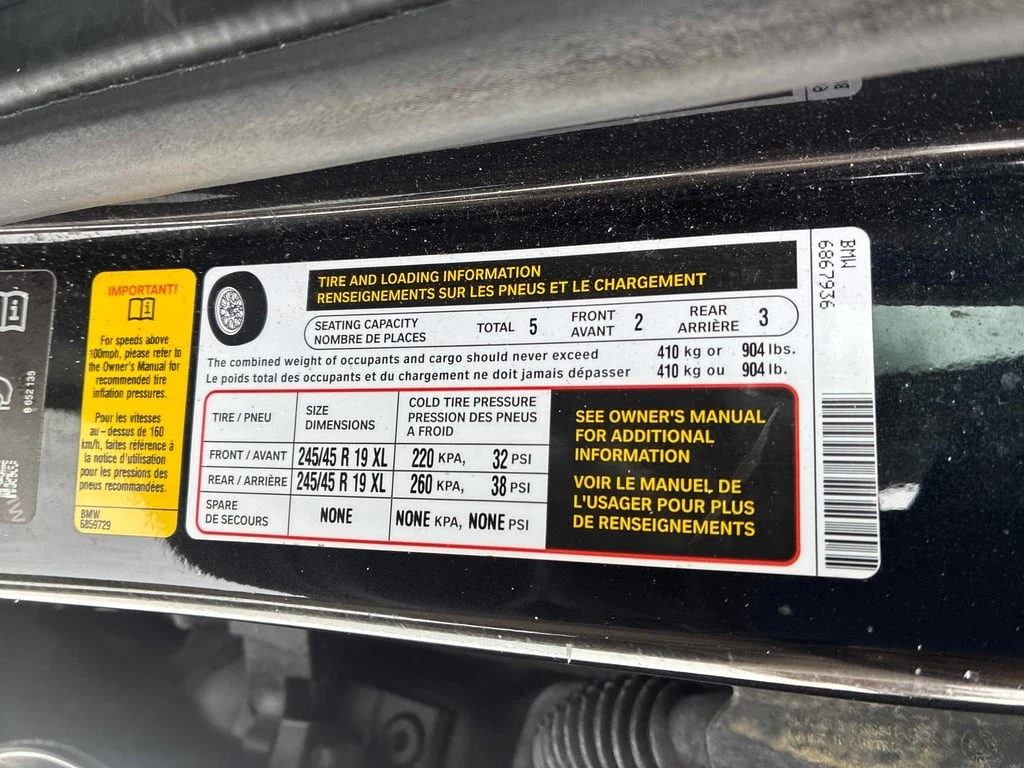 8 652 135
IMPORTANT!
For speeds above
100mph, please refer to
the Owner's Manual for
recommended tire
inflation pressures.
Pour les vitesses
au - dessus de 160
km/h, faites référence à
la notice d'utilisation
pour les pressions des
pneus recommandées.
BMW
6859729
TIRE AND LOADING INFORMATION
RENSEIGNEMENTS SUR LES PNEUS ET LE CHARGEMENT
SEATING CAPACITY TOTAL 5 FRONT 2 REAR 3
NOMBRE DE PLACES AVANT ARRIÈRE
The combined weight of occupants and cargo should never exceed 410 kg or 904 lbs.
Le poids total des occupants et du chargement ne doit jamais dépasser 410 kg ou 904 lb.
TIRE / PNEU
SIZE
DIMENSIONS
COLD TIRE PRESSURE
PRESSION DES PNEUS
A FROID
FRONT / AVANT 245/45 R 19 XL 220 KPA, 32 PSI
REAR / ARRIÈRE 245/45 R 19 XL 260 KPA, 38 PSI
SPARE
DE SECOURS
NONE NONE KPA, NONE PSI
SEE OWNER'S MANUAL
FOR ADDITIONAL
INFORMATION
VOIR LE MANUEL DE
L'USAGER POUR PLUS
DE RENSEIGNEMENTS
BMW
6867936